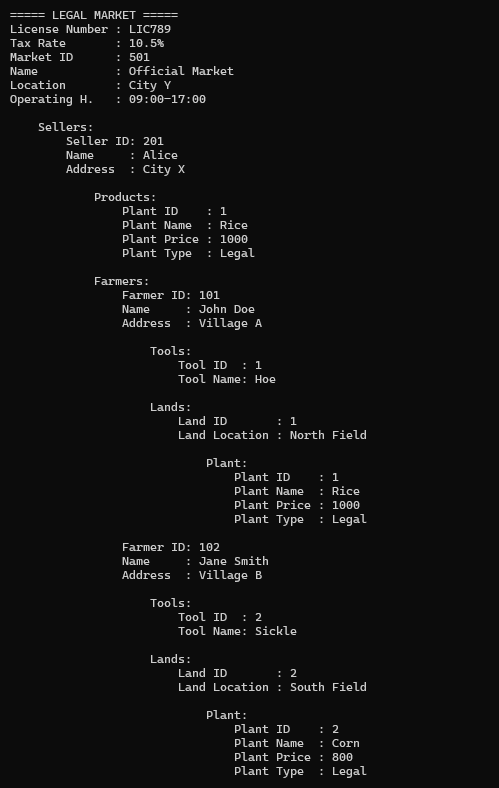 ===== LEGAL MARKET =====
License Number : LIC789
Tax Rate       : 10.5%
Market ID      : 501
Name           : Official Market
Location       : City Y
Operating H.   : 09:00-17:00

    Sellers:
        Seller ID: 201
        Name     : Alice
        Address  : City X

            Products:
                Plant ID    : 1
                Plant Name  : Rice
                Plant Price : 1000
                Plant Type  : Legal

            Farmers:
                Farmer ID: 101
                Name     : John Doe
                Address  : Village A

                    Tools:
                        Tool ID  : 1
                        Tool Name: Hoe

                    Lands:
                        Land ID       : 1
                        Land Location : North Field

                            Plant:
                                Plant ID    : 1
                                Plant Name  : Rice
                                Plant Price : 1000
                                Plant Type  : Legal

                Farmer ID: 102
                Name     : Jane Smith
                Address  : Village B

                    Tools:
                        Tool ID  : 2
                        Tool Name: Sickle

                    Lands:
                        Land ID       : 2
                        Land Location : South Field

                            Plant:
                                Plant ID    : 2
                                Plant Name  : Corn
                                Plant Price : 800
                                Plant Type  : Legal